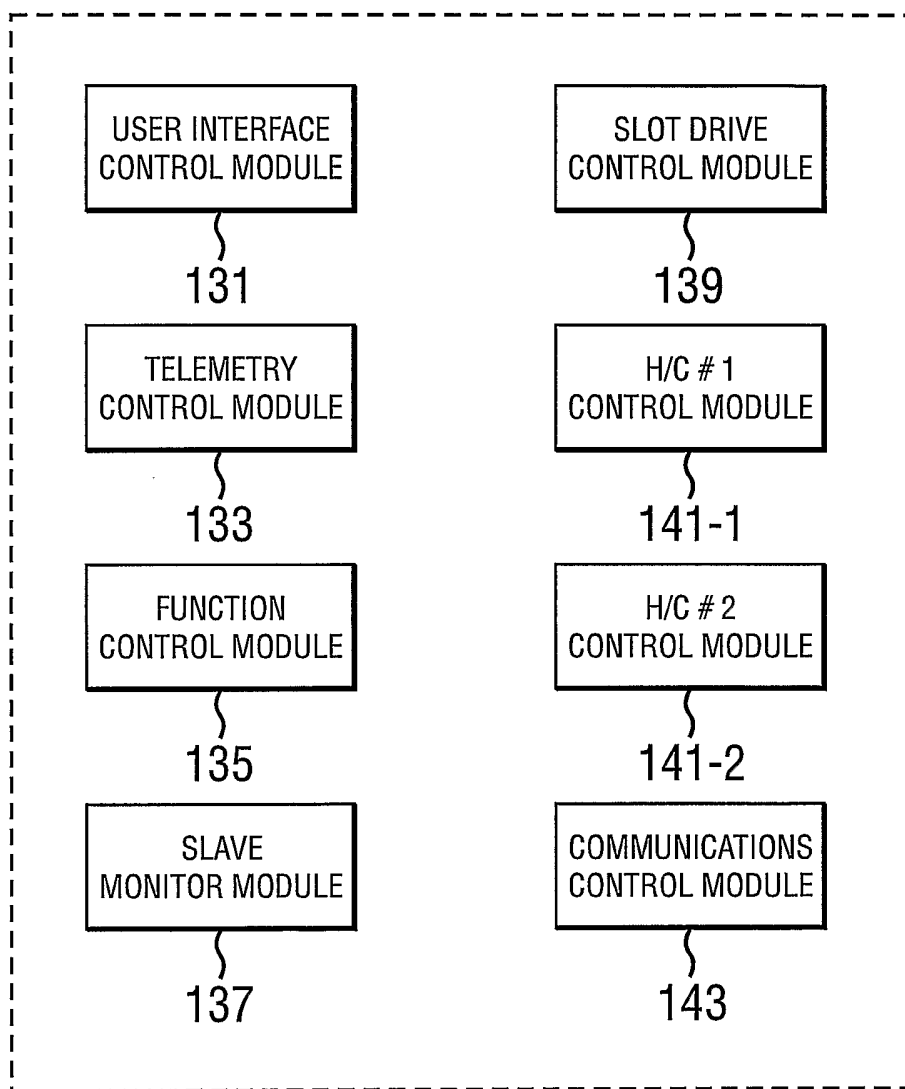 USER INTERFACE
CONTROL MODULE
131
TELEMETRY
CONTROL MODULE
133
FUNCTION
CONTROL MODULE
135
SLAVE
MONITOR MODULE
137
SLOT DRIVE
CONTROL MODULE
139
H/C # 1
CONTROL MODULE
141-1
H/C # 2
CONTROL MODULE
141-2
COMMUNICATIONS
CONTROL MODULE
143